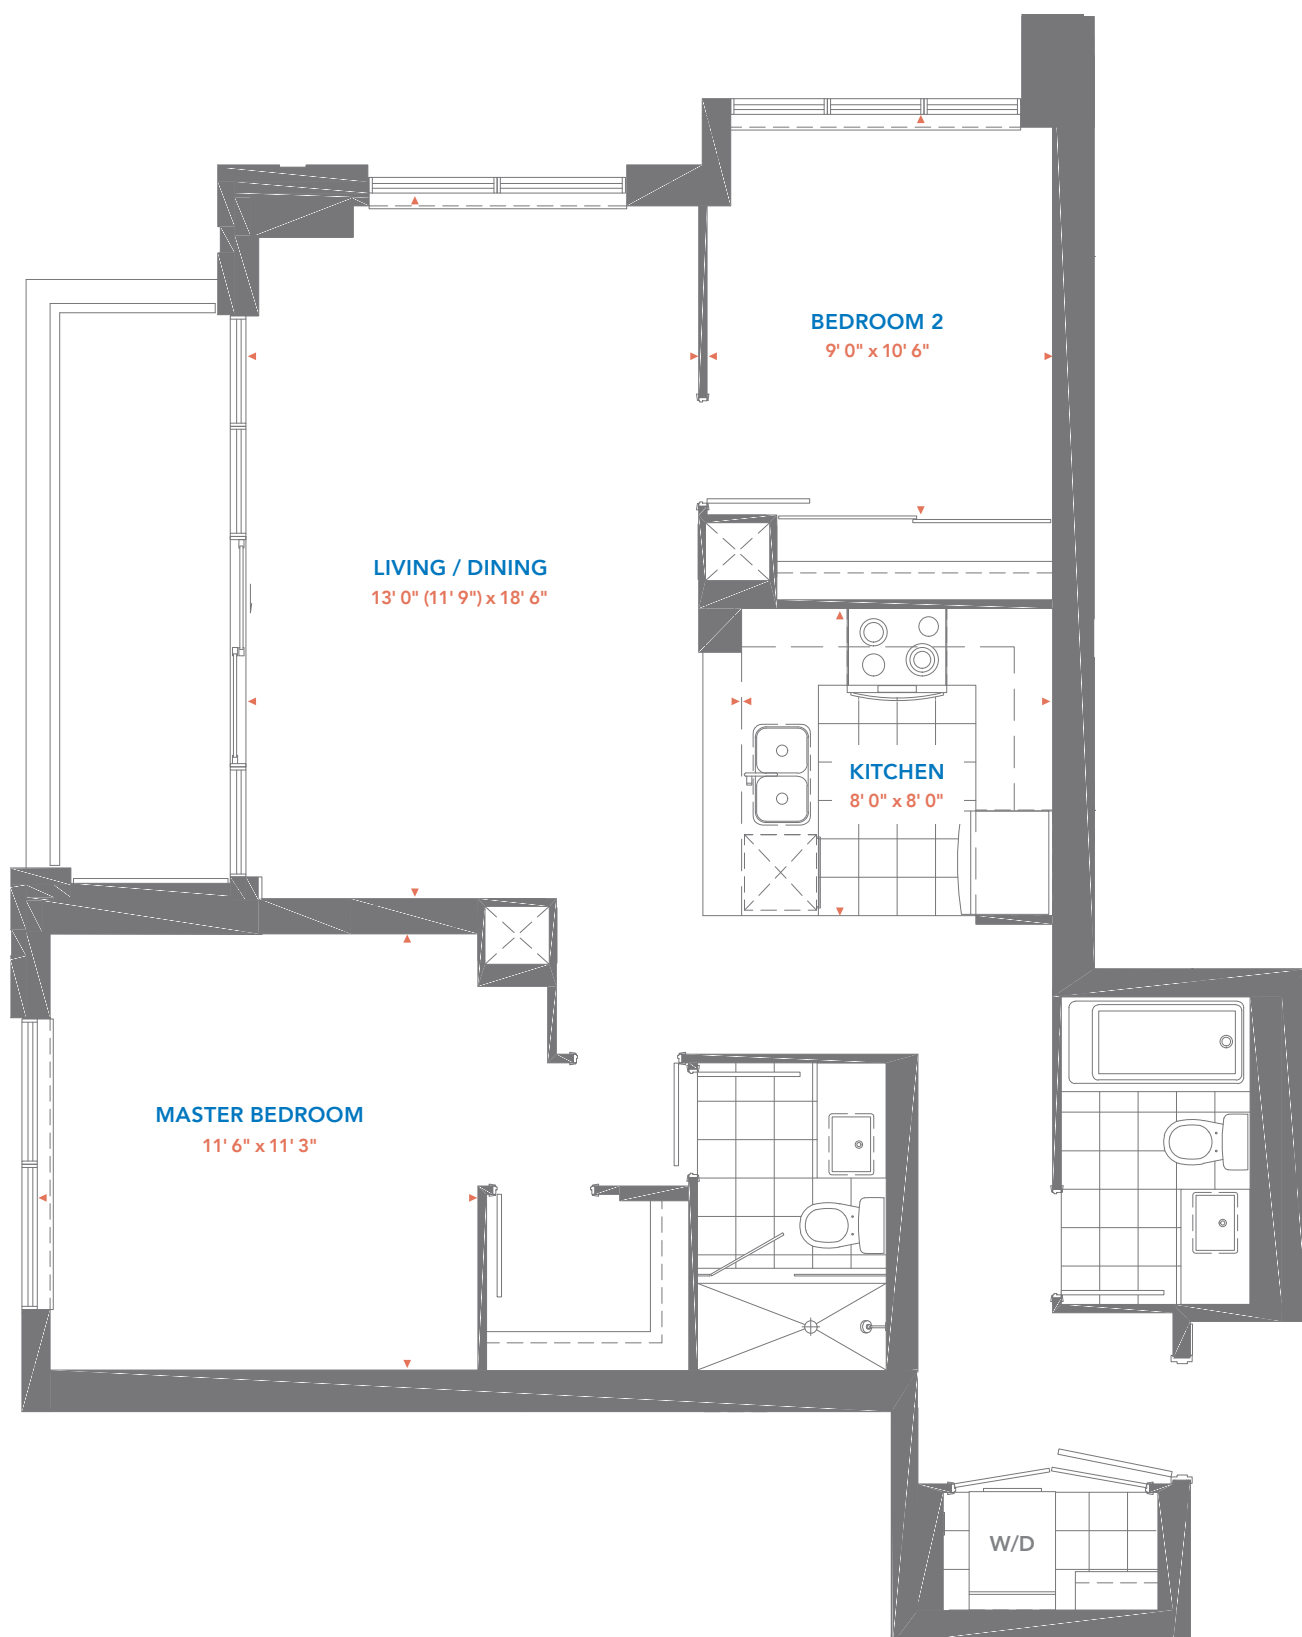 BEDROOM 2
9' 0" x 10' 6"
LIVING / DINING
13' 0" (11' 9") x 18' 6"
KITCHEN
8' 0" x 8' 0"
MASTER BEDROOM
11' 6" x 11' 3"
W/D